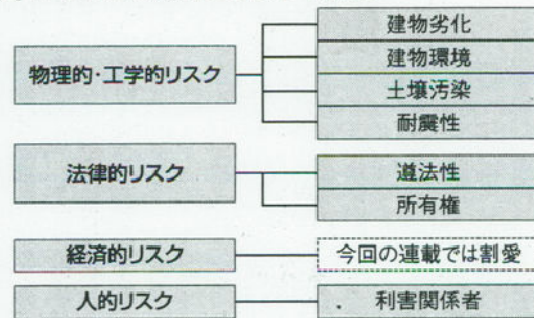 物理的・工学的リスク
建物劣化
建物環境
土壌汚染
耐震性
法律的リスク
遵法性
所有権
経済的リスク
今回の連載では割愛
人的リスク
利害関係者